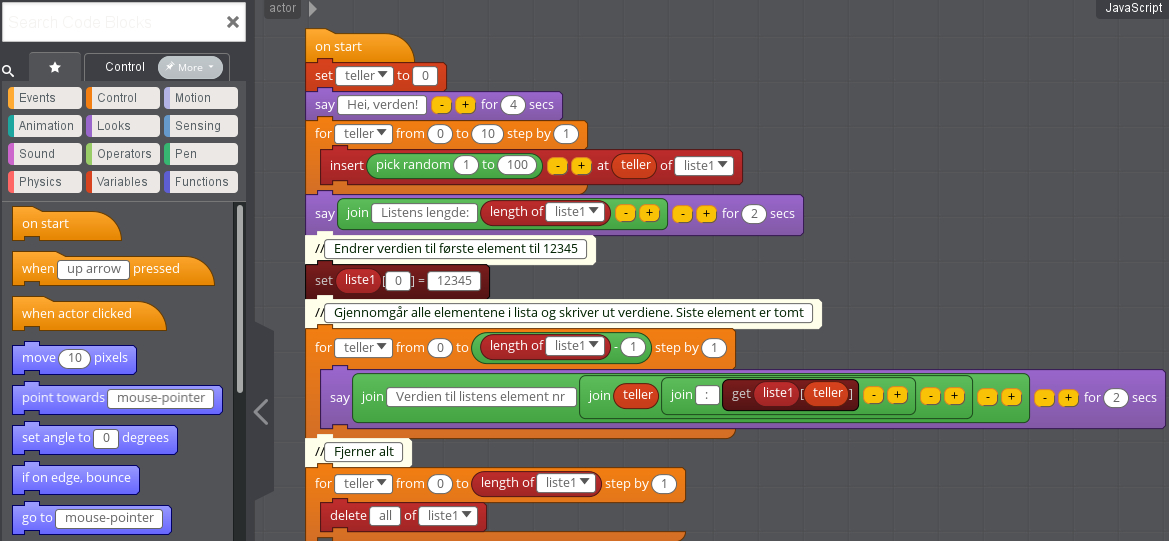 actor
JavaScript
Search Code Blocks
Control
More
Events Control Motion
Animation Looks Sensing
Sound Operators Pen
Physics Variables Functions
on start
when up arrow pressed
when actor clicked
move 10 pixels
point towards mouse-pointer
set angle to 0 degrees
if on edge, bounce
go to mouse-pointer
on start
set teller to 0
say Hei, verden! - + for 4 secs
for teller from 0 to 10 step by 1
insert pick random 1 to 100 - + at teller of liste1
say join Listens lengde: length of liste1 - + - + for 2 secs
// Endrer verdien til første element til 12345
set liste1 [ 0 ] = 12345
// Gjennomgår alle elementene i lista og skriver ut verdiene. Siste element er tomt
for teller from 0 to length of liste1 - 1 step by 1
say join Verdien til listens element nr join teller join : get liste1 [ teller ] - + - + - + - + for 2 secs
// Fjerner alt
for teller from 0 to length of liste1 step by 1
delete all of liste1